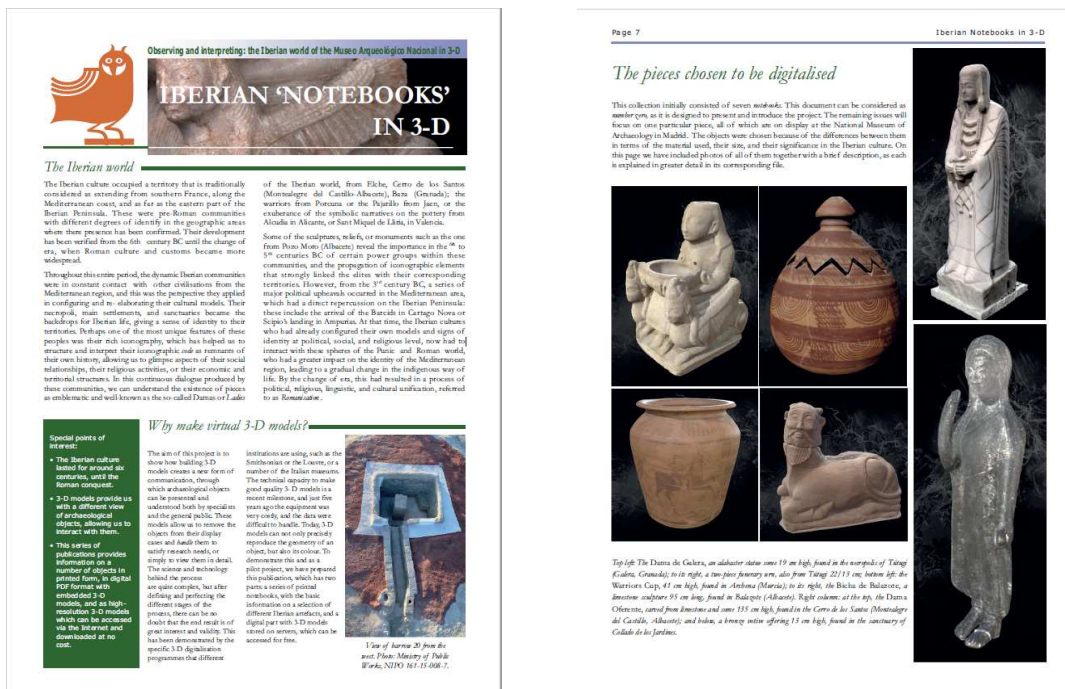 Observing and interpreting: the Iberian world of the Museo Arqueológico Nacional in 3-D
IBERIAN 'NOTEBOOKS'
IN 3-D
The Iberian world
The Iberian culture occupied a territory that is traditionally
considered as extending from southern France, along the
Mediterranean coast, and as far as the eastern part of the
Iberian Peninsula. These were pre-Roman communities
with different degrees of identify in the geographic areas
where there presence has been confirmed. Their development
has been verified from the 6th century BC until the change of
era, when Roman culture and customs became more
widespread.
Throughout this entire period, the dynamic Iberian communities
were in constant contact with other civilisations from the
Mediterranean region, and this was the perspective they applied
in configuring and re- elaborating their cultural models. Their
necropoli, main settlements, and sanctuaries became the
backdrops for Iberian life, giving a sense of identity to their
territories. Perhaps one of the most unique features of these
peoples was their rich iconography, which has helped us to
structure and interpret their iconographic code as remnants of
their own history, allowing us to glimpse aspects of their social
relationships, their religious activities, or their economic and
territorial structures. In this continuous dialogue produced by
these communities, we can understand the existence of pieces
as emblematic and well-known as the so-called Damas or Ladies
of the Iberian world, from Elche, Cerro de los Santos
(Montealegre del Castillo-Albacete), Baza (Granada); the
warriors from Porcuna or the Pajarillo from Jaen, or the
exuberance of the symbolic narratives on the pottery from
Alcudia in Alicante, or Sant Miquel de Lliria, in Valencia.
Some of the sculptures, reliefs, or monuments such as the one
from Pozo Moro (Albacete) reveal the importance in the to
5th centuries BC of certain power groups within these
communities, and the propagation of iconographic elements
that strongly linked the elites with their corresponding
territories. However, from the 3rd century BC, a series of
major political upheavals occurred in the Mediterranean area,
which had a direct repercussion on the Iberian Peninsula:
these include the arrival of the Barcids in Cartago Nova or
Scipio's landing in Ampurias. At that time, the Iberian cultures
who had already configured their own models and signs of
identity at political, social, and religious level, now had to
interact with these spheres of the Punic and Roman world,
who had a greater impact on the identity of the Mediterranean
region, leading to a gradual change in the indigenous way of
life. By the change of era, this had resulted in a process of
political, religious, linguistic, and cultural unification, referred
to as Romanisation .
Special points of
interest:
• The Iberian culture
lasted for around six
centuries, until the
Roman conquest.
• 3-D models provide us
with a different view
of archaeological
objects, allowing us to
interact with them.
• This series of
publications provides
information on a
number of objects in
printed form, in digital
PDF format with
embedded 3-D
models, and as high-
resolution 3-D models
which can be accessed
via the Internet and
downloaded at no
cost.
Why make virtual 3-D models?
The aim of this project is to
show how building 3-D
models creates a new form of
communication, through
which archaeological objects
can be presented and
understood both by specialists
and the general public. These
models allow us to remove the
objects from their display
cases and handle them to
satisfy research needs, or
simply to view them in detail.
The science and technology
behind the process
are quite complex, but after
defining and perfecting the
different stages of the
process, there can be no
doubt that the end result is of
great interest and validity. This
has been demonstrated by the
specific 3-D digitalisation
programmes that different
institutions are using, such as the
Smithsonian or the Louvre, or a
number of the Italian museums.
The technical capacity to make
good quality 3- D models is a
recent milestone, and just five
years ago the equipment was
very costly, and the data were
difficult to handle. Today, 3-D
models can not only precisely
reproduce the geometry of an
object, but also its colour. To
demonstrate this and as a
pilot project, we have prepared
this publication, which has two
parts: a series of printed
notebooks, with the basic
information on a selection of
different Iberian artefacts, and a
digital part with 3-D models
stored on servers, which can be
accessed for free.
View of barrow 20 from the
west. Photo: Ministry of Public
Works, NIPO 161-15-008-7.
Page 7
Iberian Notebooks in 3-D
The pieces chosen to be digitalised
This collection initially consisted of seven notebooks. This document can be considered as
number zero, as it is designed to present and introduce the project. The remaining issues will
focus on one particular piece, all of which are on display at the National Museum of
Archaeology in Madrid. The objects were chosen because of the differences between them
in terms of the material used, their size, and their significance in the Iberian culture. On
this page we have included photos of all of them together with a brief description, as each
is explained in greater detail in its corresponding file.
Top left The Dama de Galera, an alabaster statue some 19 cm high, found in the necropolis of Tútugi
(Galera, Granada); to its right, a two-piece funerary urn, also from Tútugi 22/15 cm; bottom left: the
Warriors Cup, 41 cm high, found in Archena (Murcia); to its right, the Bicha de Balazote, a
limestone sculpture 95 cm long, found in Balazote (Albacete). Right column: at the top, the Dama
Oferente, carved from limestone and some 135 cm high, found in the Cerro de los Santos (Montealegre
del Castillo, Albacete); and below, a bronze votive offering 13 cm high, found in the sanctuary of
Collado de los Jardines.